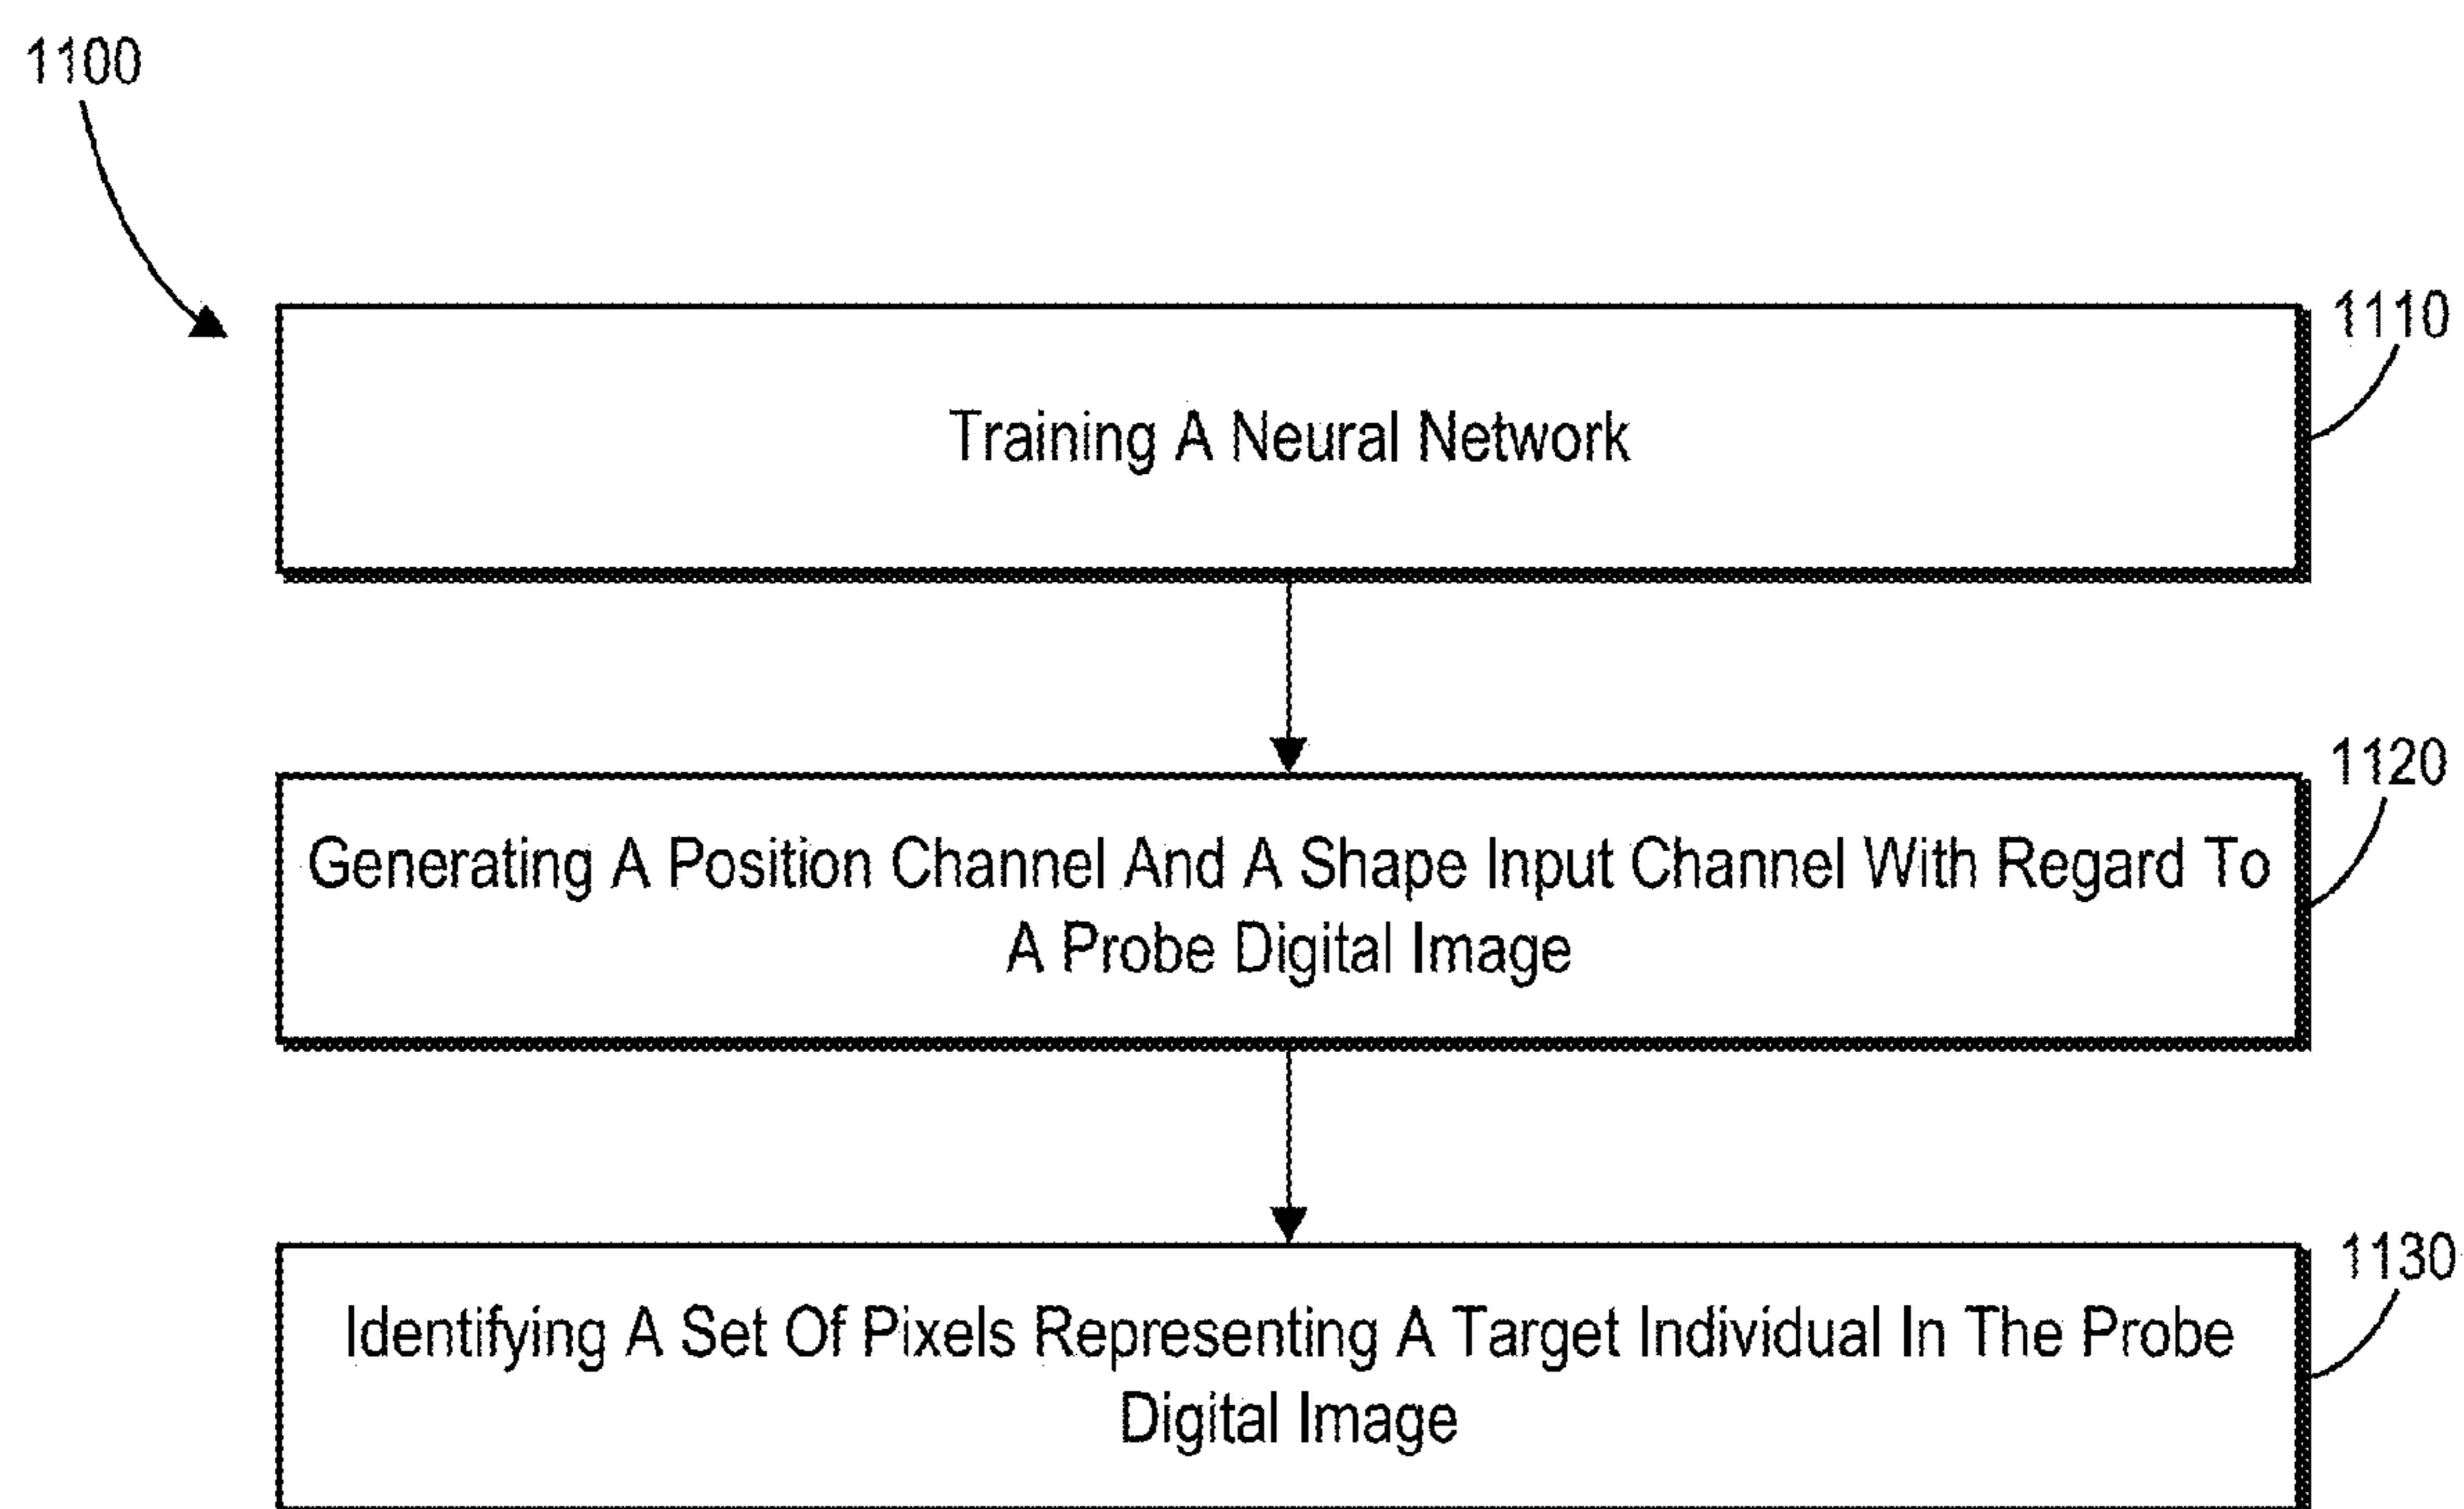 1100
1110
Training A Neural Network
1120
Generating A Position Channel And A Shape Input Channel With Regard To
A Probe Digital Image
1130
Identifying A Set Of Pixels Representing A Target Individual In The Probe
Digital Image